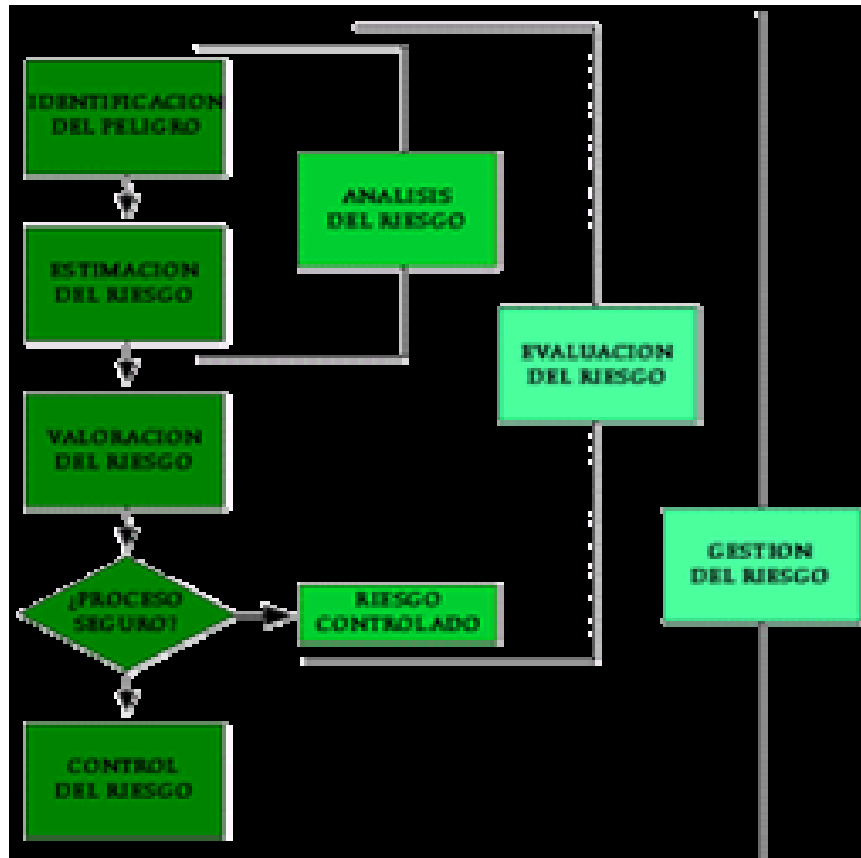 IDENTIFICACION
DEL PELIGRO
ANALISIS
DEL RIESGO
ESTIMACION
DEL RIESGO
EVALUACION
DEL RIESGO
VALORACION
DEL RIESGO
GESTION
DEL RIESGO
¿PROCESO
SEGURO?
RIESGO
CONTROLADO
CONTROL
DEL RIESGO